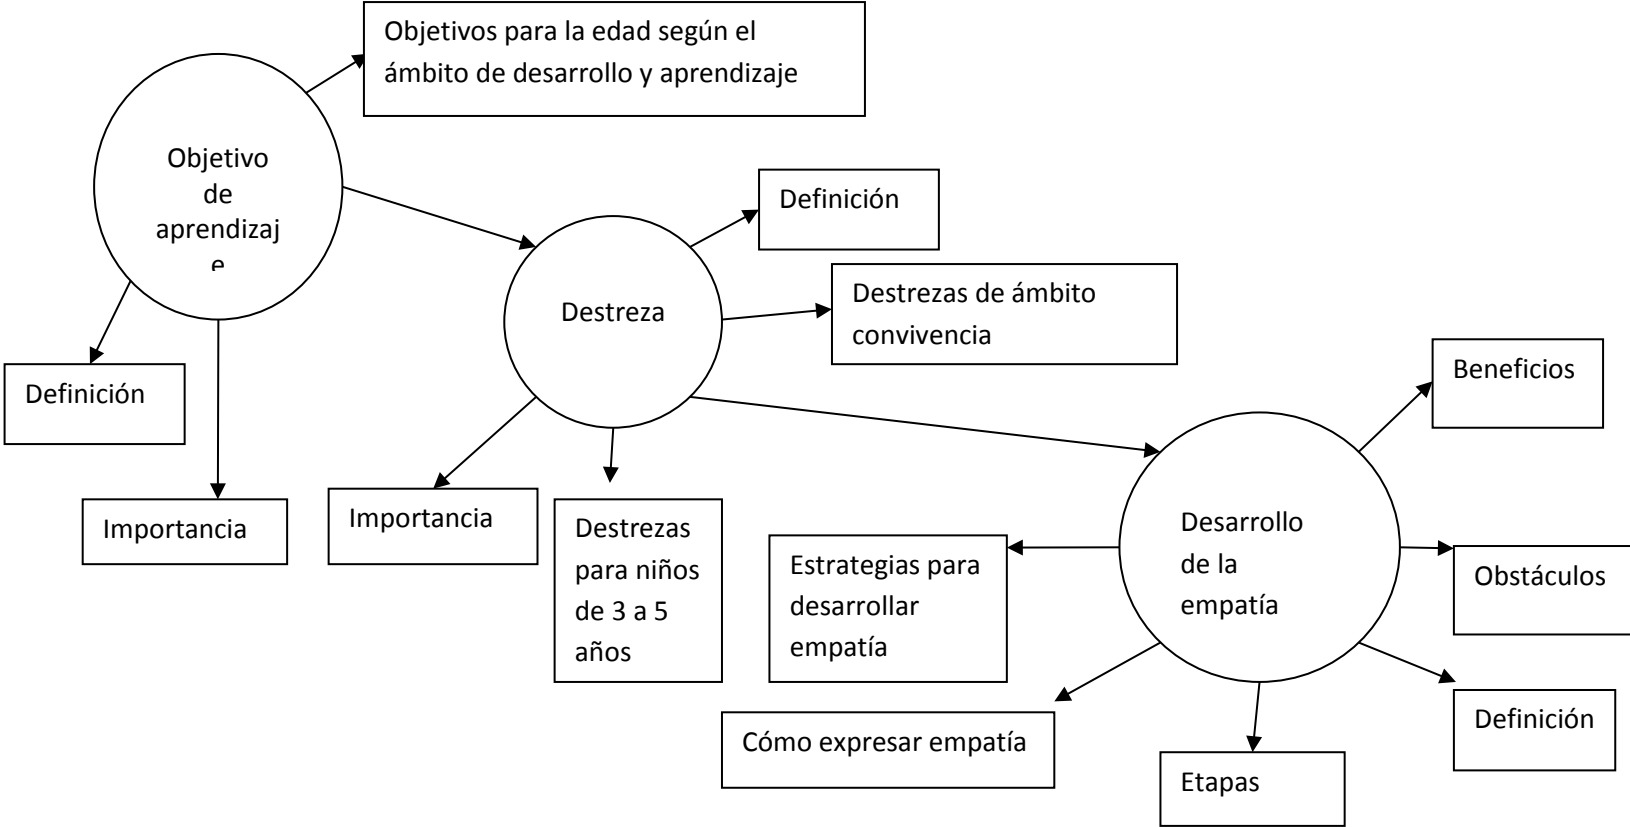 Objetivos para la edad según el
ámbito de desarrollo y aprendizaje
Objetivo
de
aprendizaj
e
Definición
Importancia
Definición
Destreza
Destrezas de ámbito
convivencia
Importancia
Destrezas
para niños
de 3 a 5
años
Beneficios
Desarrollo
de la
empatía
Obstáculos
Estrategias para
desarrollar
empatía
Definición
Cómo expresar empatía
Etapas